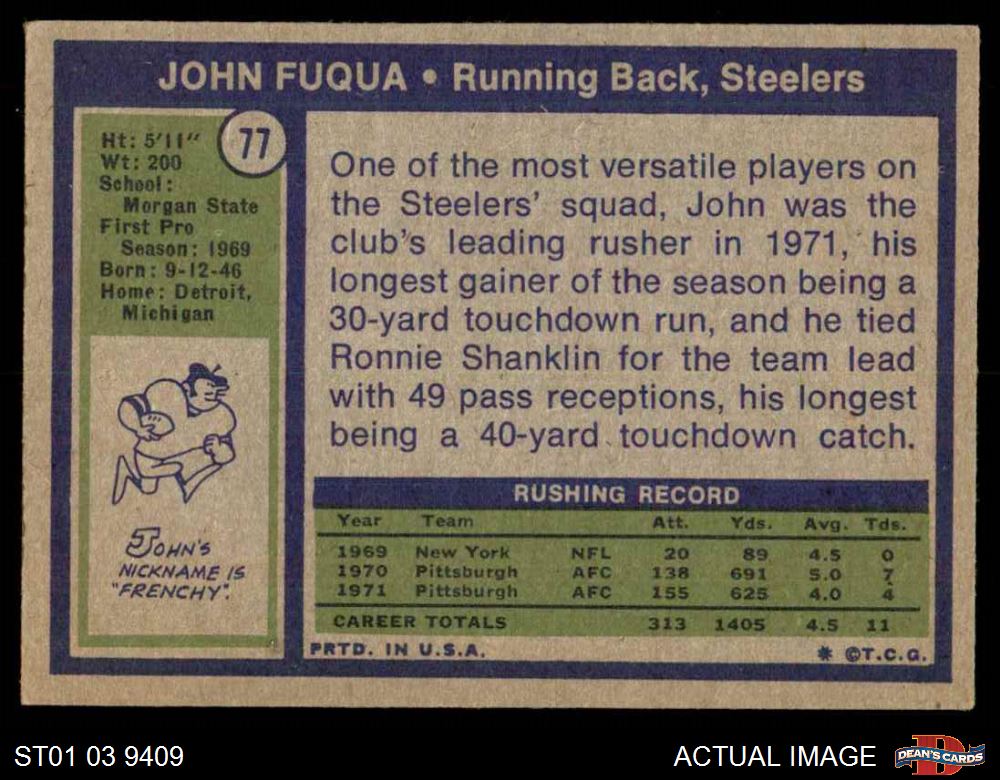 JOHN FUQUA • Running Back, Steelers
77
Ht: 5'11"
Wt: 200
School:
Morgan State
First Pro
Season: 1969
Born: 9-12-46
Home: Detroit,
Michigan
JOHN'S
NICKNAME IS
"FRENCHY".
One of the most versatile players on
the Steelers' squad, John was the
club's leading rusher in 1971, his
longest gainer of the season being a
30-yard touchdown run, and he tied
Ronnie Shanklin for the team lead
with 49 pass receptions, his longest
being a 40-yard touchdown catch.
RUSHING RECORD
Year Team Att. Yds. Avg. Tds.
1969 New York NFL 20 89 4.5 0
1970 Pittsburgh AFC 138 691 5.0 7
1971 Pittsburgh AFC 155 625 4.0 4
CAREER TOTALS 313 1405 4.5 11
PRTD. IN U.S.A. * ©T.C.G.
ST01 03 9409 ACTUAL IMAGE
D
DEAN'S CARDS